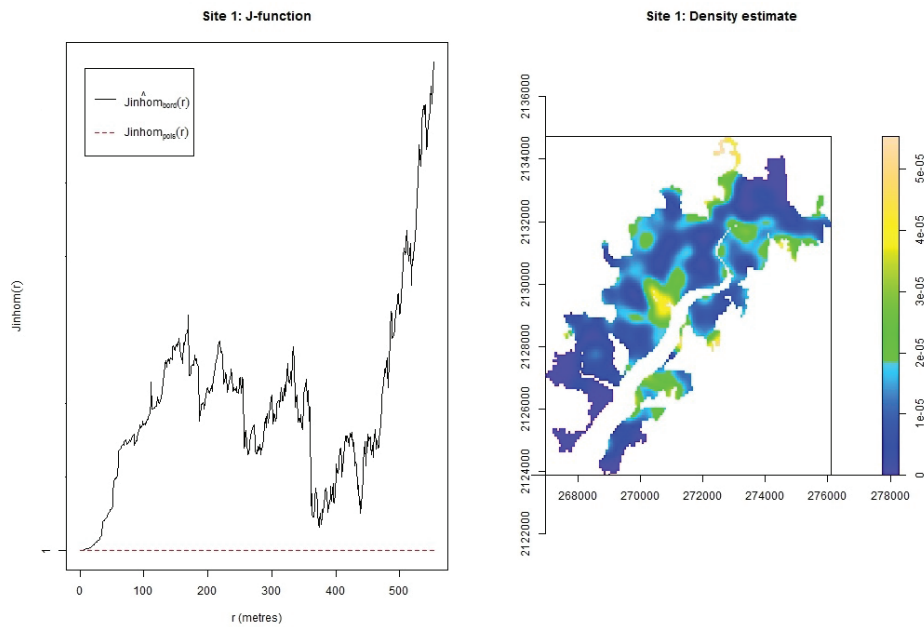 Site 1: J-function
Jinhom(r)
1
Ĵinhom_bord(r)
Jinhom_pois(r)
0 100 200 300 400 500
r (metres)
Site 1: Density estimate
2136000
2134000
2132000
2130000
2128000
2126000
2124000
2122000
268000 270000 272000 274000 276000 278000
5e-05
4e-05
3e-05
2e-05
1e-05
0